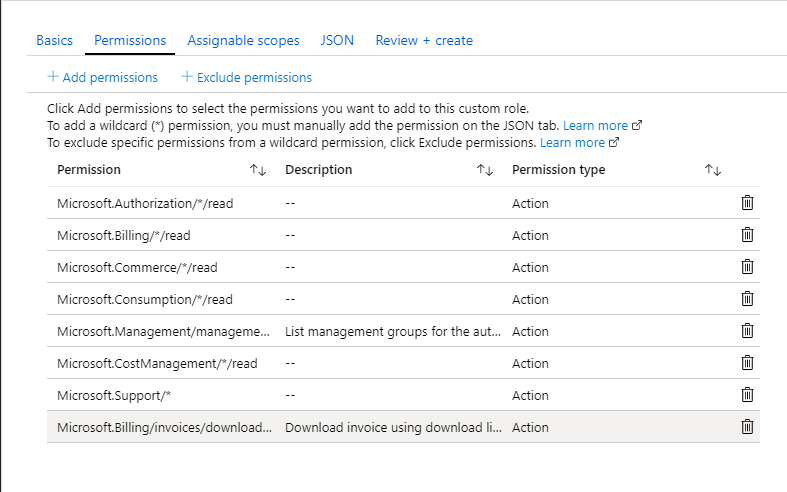 Basics Permissions Assignable scopes JSON Review + create
+ Add permissions + Exclude permissions
Click Add permissions to select the permissions you want to add to this custom role.
To add a wildcard (*) permission, you must manually add the permission on the JSON tab. Learn more
To exclude specific permissions from a wildcard permission, click Exclude permissions. Learn more
Permission ↑↓ Description ↑↓ Permission type ↑↓
Microsoft.Authorization/*/read -- Action
Microsoft.Billing/*/read -- Action
Microsoft.Commerce/*/read -- Action
Microsoft.Consumption/*/read -- Action
Microsoft.Management/manageme... List management groups for the aut... Action
Microsoft.CostManagement/*/read -- Action
Microsoft.Support/* -- Action
Microsoft.Billing/invoices/download... Download invoice using download li... Action